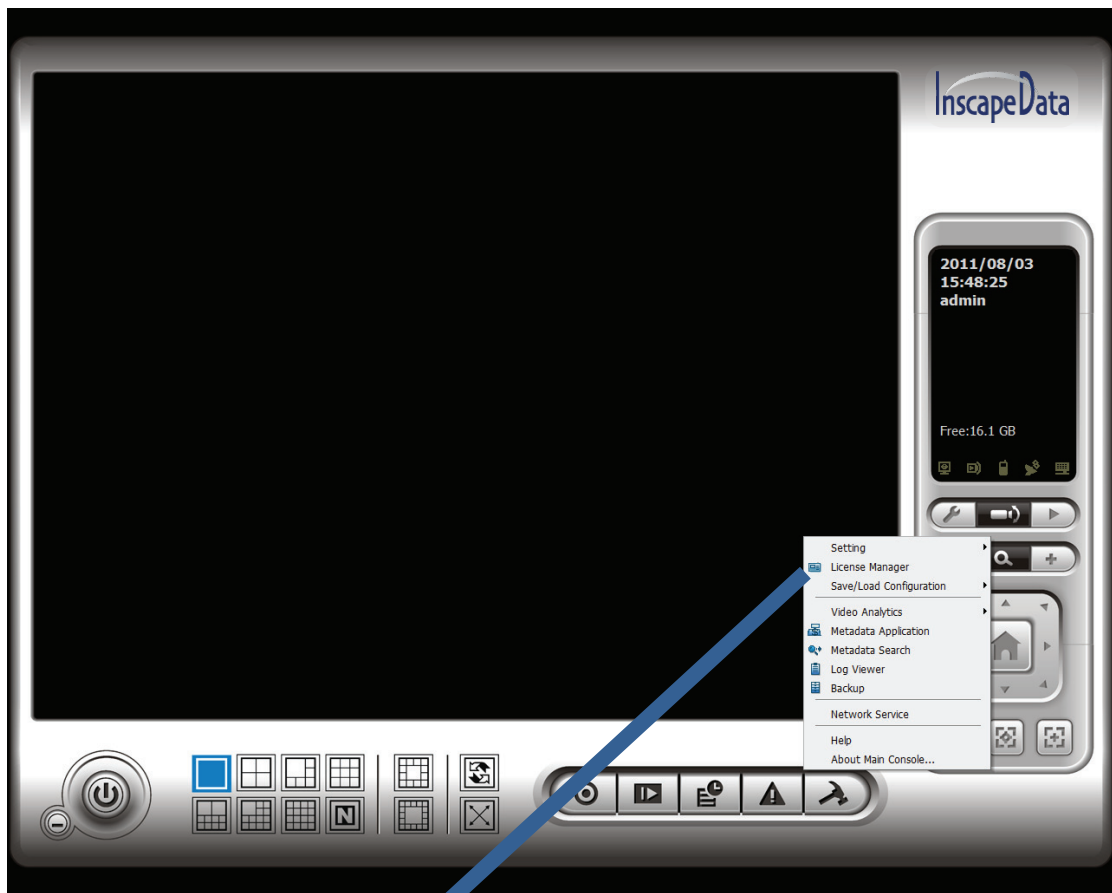 InscapeData
2011/08/03
15:48:25
admin
Free:16.1 GB
Setting
License Manager
Save/Load Configuration
Video Analytics
Metadata Application
Metadata Search
Log Viewer
Backup
Network Service
Help
About Main Console...
N